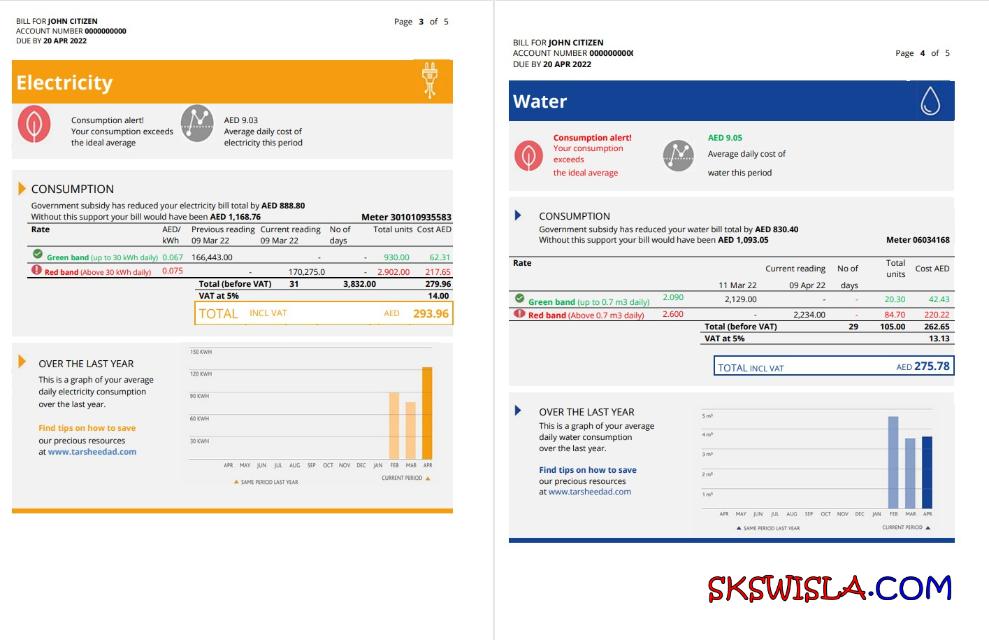 BILL FOR JOHN CITIZEN
ACCOUNT NUMBER 0000000000
DUE BY 20 APR 2022
Page 3 of 5
Electricity
Consumption alert!
Your consumption exceeds
the ideal average
AED 9.03
Average daily cost of
electricity this period
CONSUMPTION
Government subsidy has reduced your electricity bill total by AED 888.80
Without this support your bill would have been AED 1,168.76
Meter 301010935583
Rate AED/ Previous reading Current reading No of Total units Cost AED
kWh 09 Mar 22 09 Mar 22 days
Green band (up to 30 kWh daily) 0.067 166,443.00 - - 930.00 62.31
Red band (Above 30 kWh daily) 0.075 - 170,275.0 - 2.902.00 217.65
Total (before VAT) 31 3,832.00 279.96
VAT at 5% 14.00
TOTAL INCL VAT AED 293.96
OVER THE LAST YEAR
This is a graph of your average
daily electricity consumption
over the last year.
Find tips on how to save
our precious resources
at www.tarsheedad.com
150 KWH
120 KWH
90 KWH
60 KWH
30 KWH
APR MAY JUN JUL AUG SEP OCT NOV DEC JAN FEB MAR APR
SAME PERIOD LAST YEAR
CURRENT PERIOD
BILL FOR JOHN CITIZEN
ACCOUNT NUMBER 0000000000
DUE BY 20 APR 2022
Page 4 of 5
Water
Consumption alert!
Your consumption
exceeds
the ideal average
AED 9.05
Average daily cost of
water this period
CONSUMPTION
Government subsidy has reduced your water bill total by AED 830.40
Without this support your bill would have been AED 1,093.05
Meter 06034168
Rate Current reading No of Total units Cost AED
11 Mar 22 09 Apr 22 days
Green band (up to 0.7 m3 daily) 2.090 2,129.00 - - 20.30 42.43
Red band (Above 0.7 m3 daily) 2.600 - 2,234.00 - 84.70 220.22
Total (before VAT) 29 105.00 262.65
VAT at 5% 13.13
TOTAL INCL VAT AED 275.78
OVER THE LAST YEAR
This is a graph of your average
daily water consumption
over the last year.
Find tips on how to save
our precious resources
at www.tarsheedad.com
5 m³
4 m³
3 m³
2 m³
1 m³
APR MAY JUN JUL AUG SEP OCT NOV DEC JAN FEB MAR APR
SAME PERIOD LAST YEAR
CURRENT PERIOD
SKSWISLA.COM